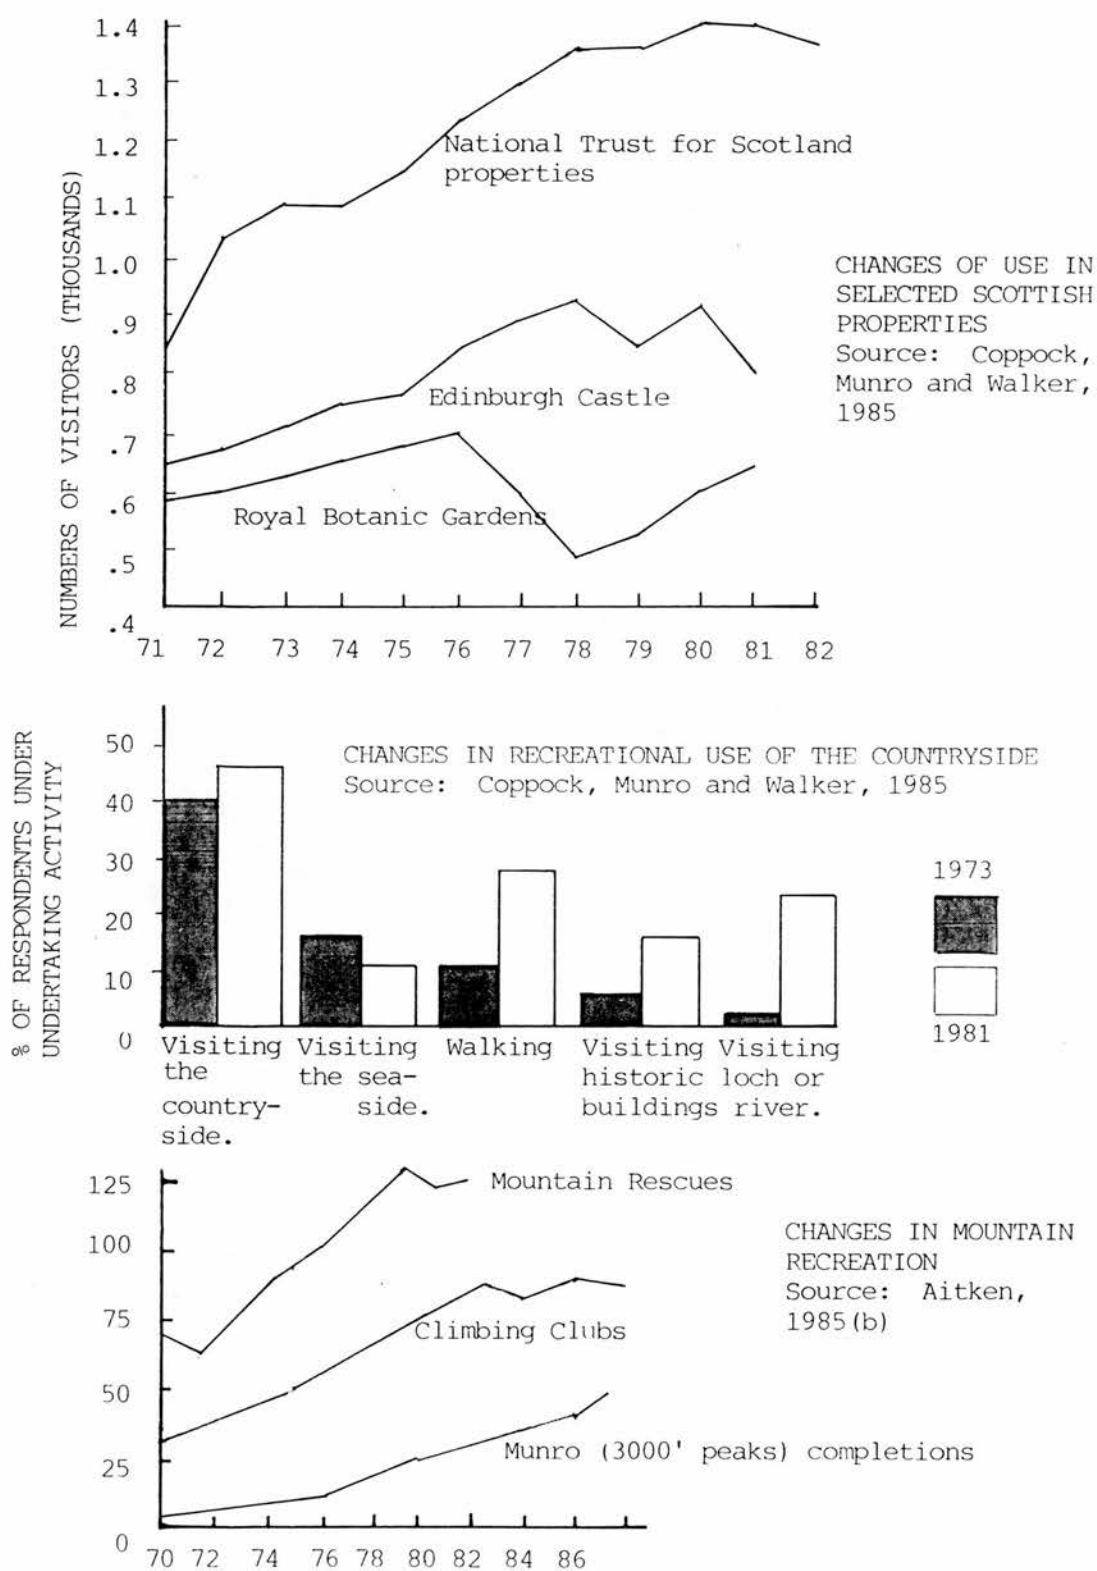 1.4
1.3
1.2
1.1
1.0
.9
.8
.7
.6
.5
.4
NUMBERS OF VISITORS (THOUSANDS)
National Trust for Scotland
properties
Edinburgh Castle
Royal Botanic Gardens
71 72 73 74 75 76 77 78 79 80 81 82
CHANGES OF USE IN
SELECTED SCOTTISH
PROPERTIES
Source: Coppock,
Munro and Walker,
1985
% OF RESPONDENTS UNDER
UNDERTAKING ACTIVITY
50
40
30
20
10
0
CHANGES IN RECREATIONAL USE OF THE COUNTRYSIDE
Source: Coppock, Munro and Walker, 1985
1973
1981
Visiting
the
country-
side.
Visiting
the sea-
side.
Walking
Visiting
historic
buildings
Visiting
loch or
river.
125
100
75
50
25
0
Mountain Rescues
Climbing Clubs
Munro (3000' peaks) completions
70 72 74 76 78 80 82 84 86
CHANGES IN MOUNTAIN
RECREATION
Source: Aitken,
1985(b)